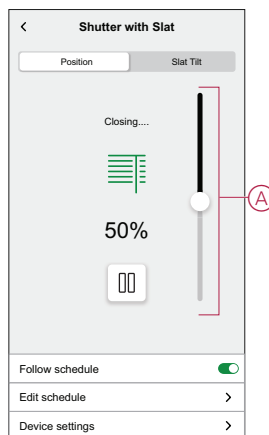 Shutter with Slat
Position Slat Tilt
Closing....
50%
A
Follow schedule
Edit schedule
Device settings